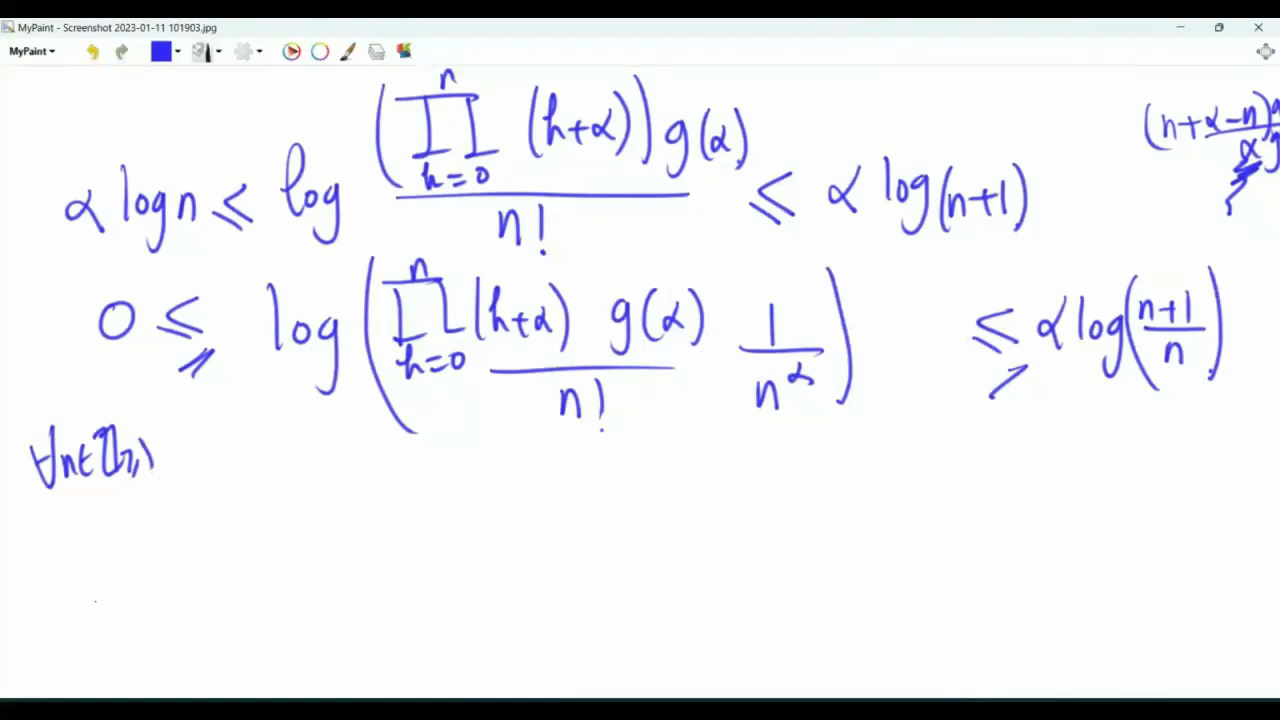 MyPaint - Screenshot 2023-01-11 101903.jpg
MyPaint
α log n ≤ log ((∏_{h=0}^{n} (h+α)) g(α) / n!) ≤ α log(n+1)
0 ≤ log (∏_{h=0}^{n} (h+α) g(α) / n! · 1/n^α) ≤ α log((n+1)/n)